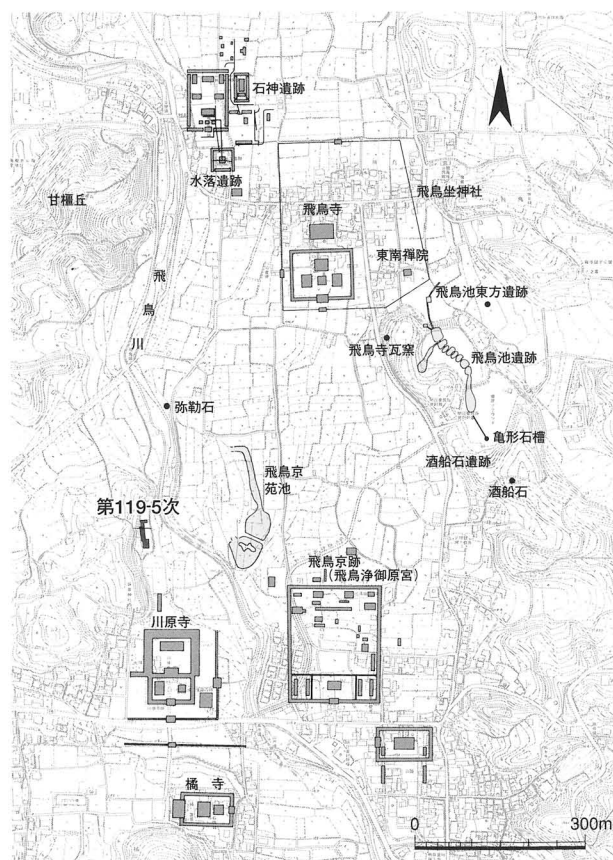 石神遺跡
水落遺跡
甘樫丘
飛鳥坐神社
飛鳥寺
東南禅院
飛鳥川
飛鳥池東方遺跡
飛鳥寺瓦窯
飛鳥池遺跡
弥勒石
亀形石槽
酒船石遺跡
飛鳥京
苑池
酒船石
第119-5次
飛鳥京跡
(飛鳥浄御原宮)
川原寺
橘寺
0 300m